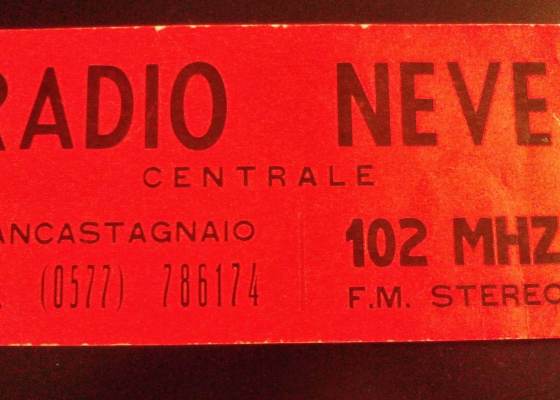 RADIO NEVE
CENTRALE
ANCASTAGNAIO
(0577) 786174
102 MHZ
F.M. STEREO